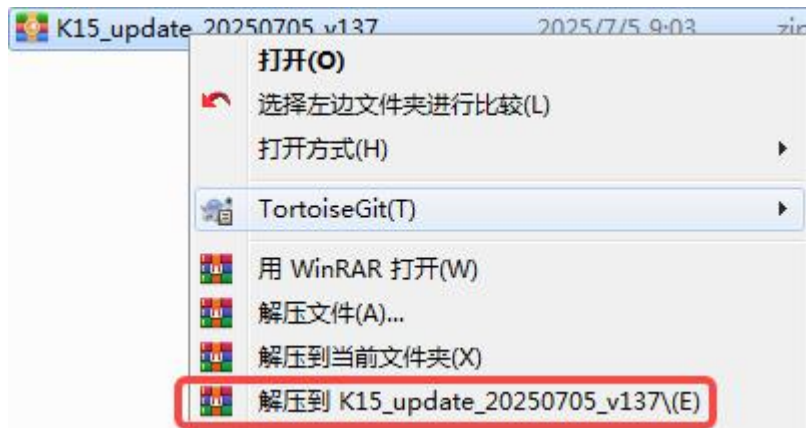 K15_update_20250705_v137 2025/7/5 9:03 zip
打开(O)
选择左边文件夹进行比较(L)
打开方式(H)
TortoiseGit(T)
用 WinRAR 打开(W)
解压文件(A)...
解压到当前文件夹(X)
解压到 K15_update_20250705_v137\(E)